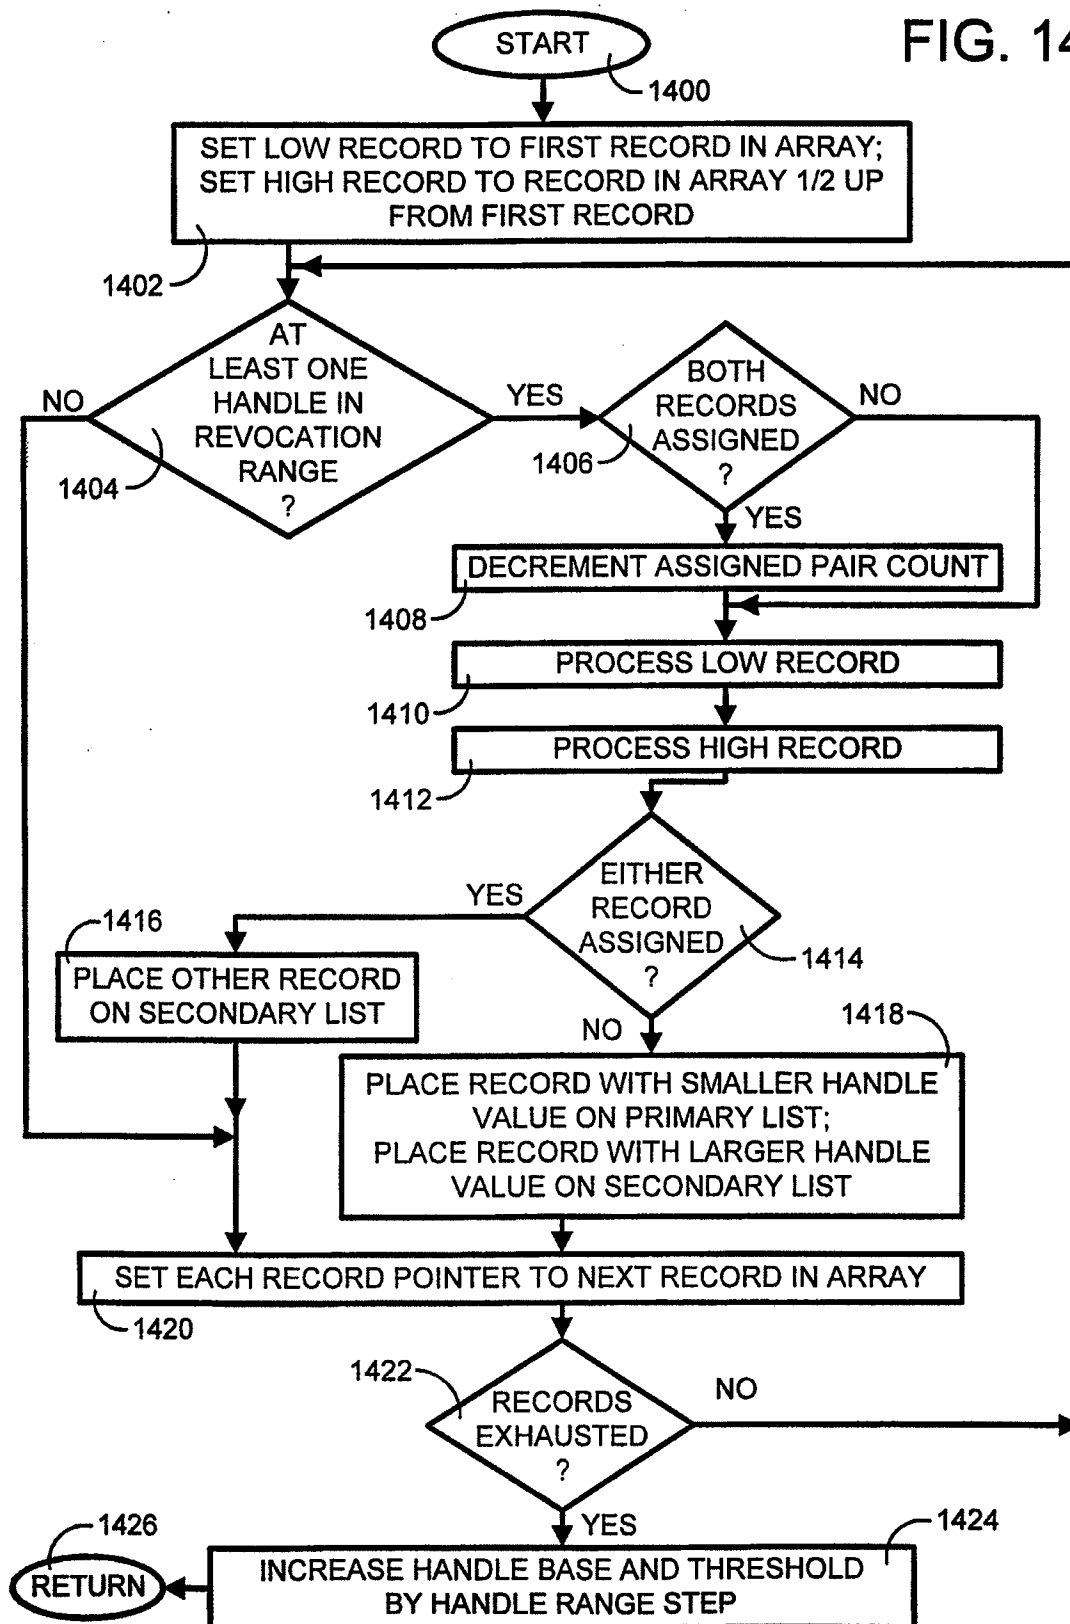 START
FIG. 14
1400
SET LOW RECORD TO FIRST RECORD IN ARRAY;
SET HIGH RECORD TO RECORD IN ARRAY 1/2 UP
FROM FIRST RECORD
1402
AT
LEAST ONE
HANDLE IN
REVOCATION
RANGE
?
NO
YES
1404
BOTH
RECORDS
ASSIGNED
?
NO
1406
YES
DECREMENT ASSIGNED PAIR COUNT
1408
PROCESS LOW RECORD
1410
PROCESS HIGH RECORD
1412
EITHER
RECORD
ASSIGNED
?
YES
1414
1416
PLACE OTHER RECORD
ON SECONDARY LIST
NO
1418
PLACE RECORD WITH SMALLER HANDLE
VALUE ON PRIMARY LIST;
PLACE RECORD WITH LARGER HANDLE
VALUE ON SECONDARY LIST
SET EACH RECORD POINTER TO NEXT RECORD IN ARRAY
1420
1422
RECORDS
EXHAUSTED
?
NO
YES
1424
INCREASE HANDLE BASE AND THRESHOLD
BY HANDLE RANGE STEP
1426
RETURN